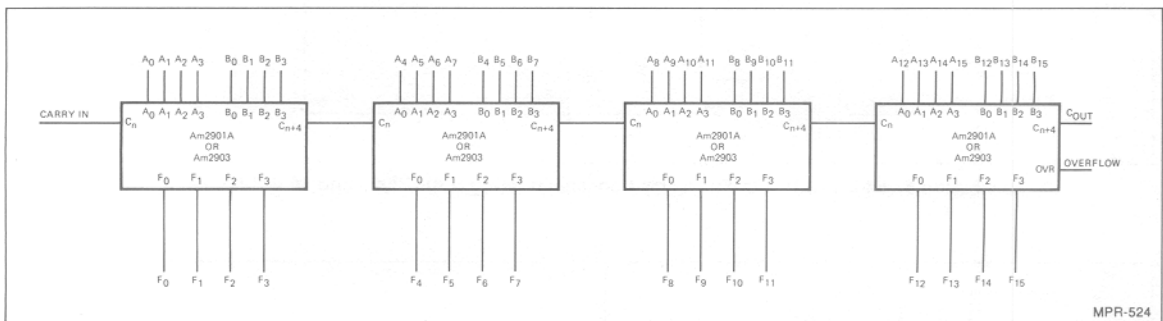 A0 A1 A2 A3 B0 B1 B2 B3 A4 A5 A6 A7 B4 B5 B6 B7 A8 A9 A10 A11 B8 B9 B10 B11 A12 A13 A14 A15 B12 B13 B14 B15
A0 A1 A2 A3 B0 B1 B2 B3 A0 A1 A2 A3 B0 B1 B2 B3 A0 A1 A2 A3 B0 B1 B2 B3 A0 A1 A2 A3 B0 B1 B2 B3
CARRY IN Cn Cn+4 Cn Cn+4 Cn Cn+4 Cn Cn+4 COUT
Am2901A Am2901A Am2901A Am2901A
OR OR OR OR
Am2903 Am2903 Am2903 Am2903
OVR OVERFLOW
F0 F1 F2 F3 F0 F1 F2 F3 F0 F1 F2 F3 F0 F1 F2 F3
F0 F1 F2 F3 F4 F5 F6 F7 F8 F9 F10 F11 F12 F13 F14 F15
MPR-524